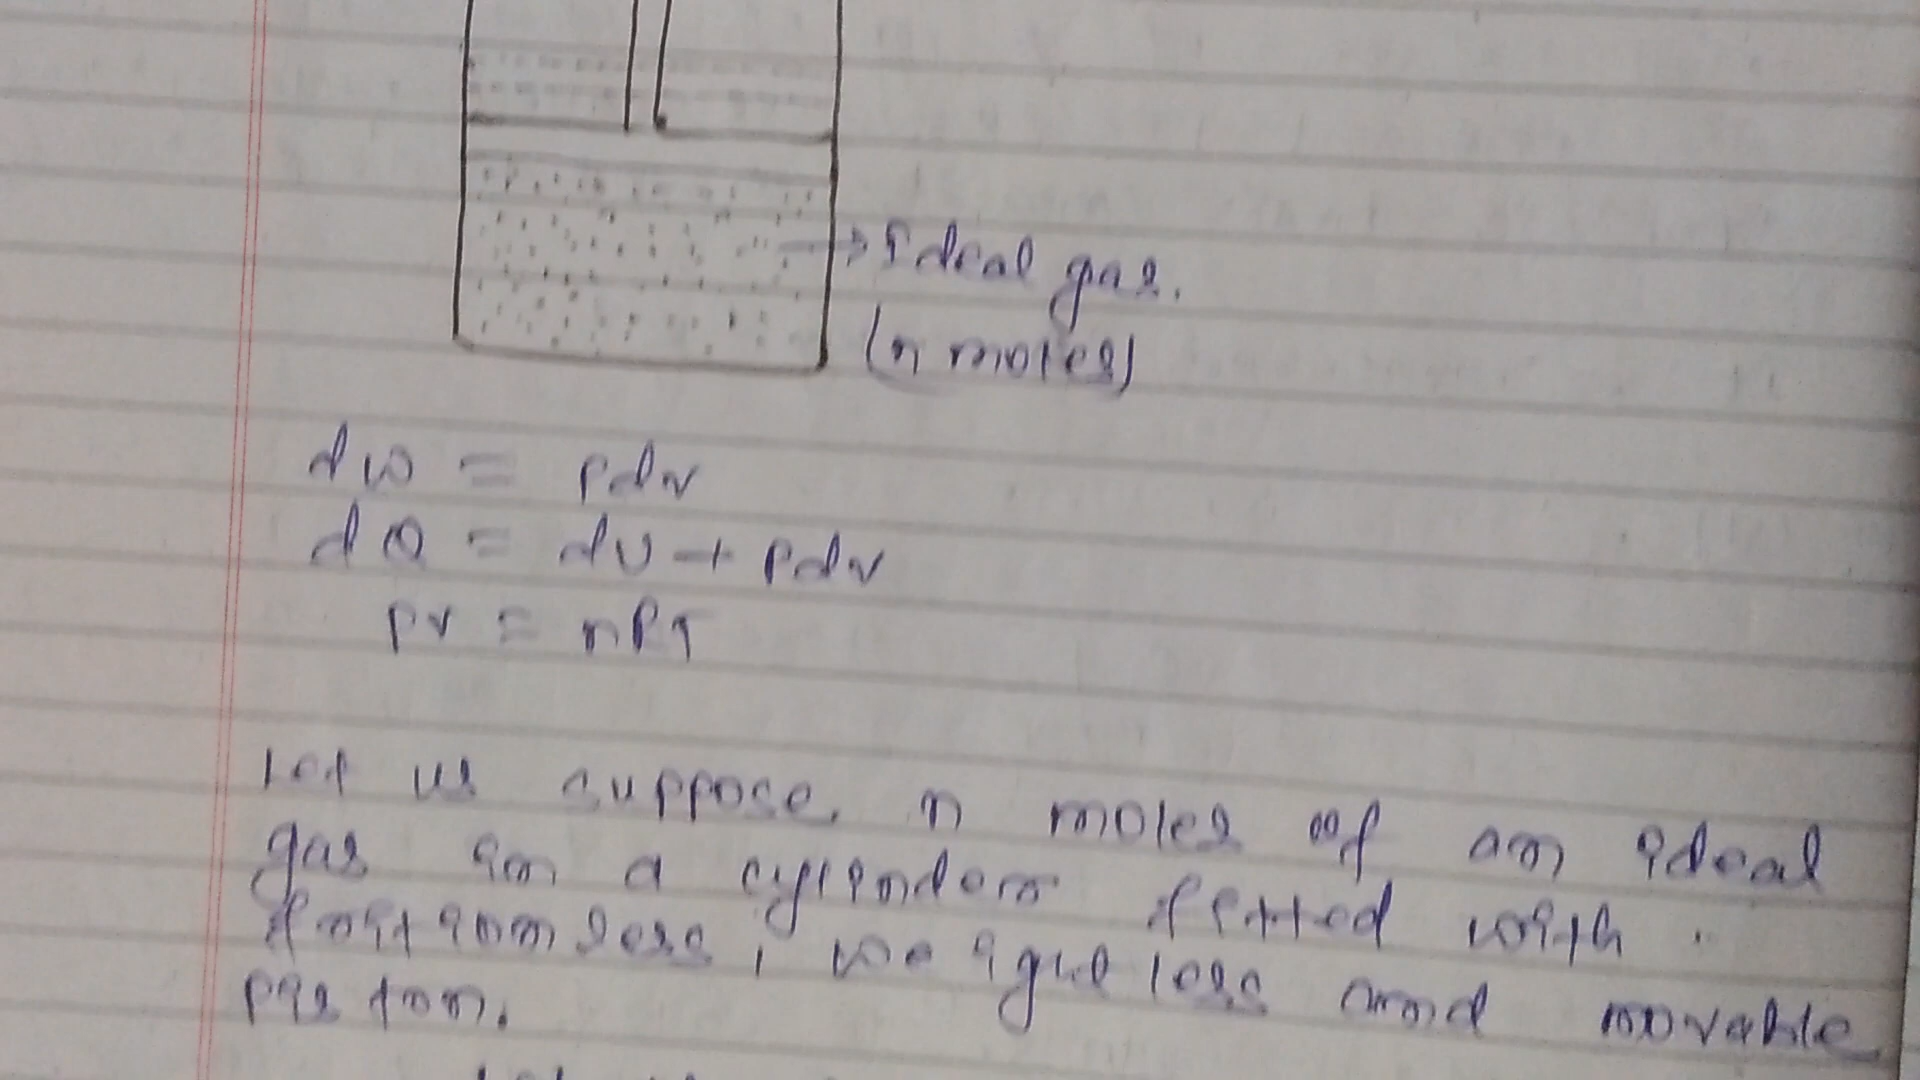 Ideal gas.
(n moles)
dw = pdv
dQ = dU + pdv
PV = nRT
Let us suppose, n moles of an ideal
gas in a cylinder fitted with
frictionless, weightless and movable
piston.